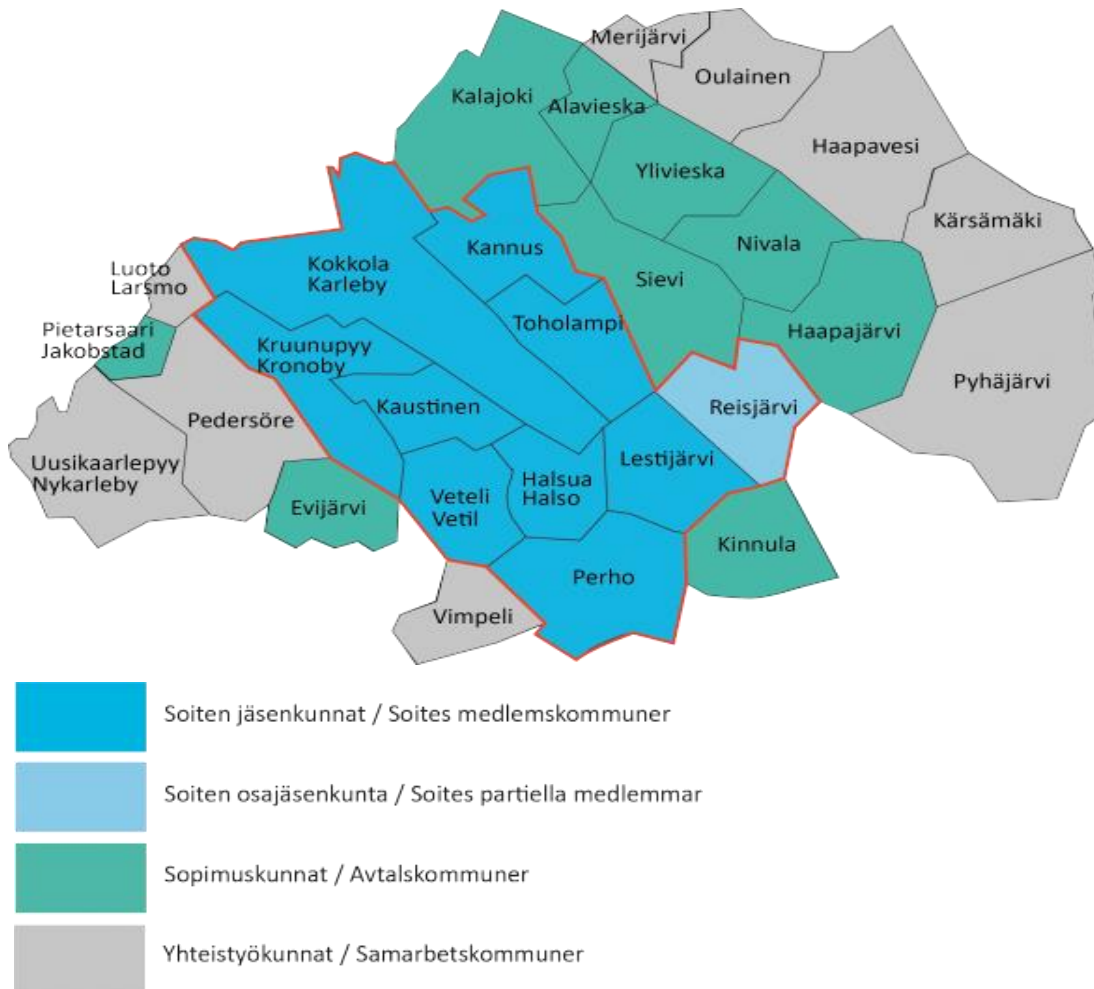 Merijärvi
Oulainen
Kalajoki
Alavieska
Haapavesi
Ylivieska
Kärsämäki
Kannus
Nivala
Luoto
Larsmo
Kokkola
Karleby
Sievi
Pietarsaari
Jakobstad
Toholampi
Haapajärvi
Kruunupyy
Kronoby
Pyhäjärvi
Kaustinen
Reisjärvi
Pedersöre
Uusikaarlepyy
Nykarleby
Lestijärvi
Halsua
Halso
Veteli
Vetil
Evijärvi
Kinnula
Perho
Vimpeli
Soiten jäsenkunnat / Soites medlemskommuner
Soiten osajäsenkunta / Soites partiella medlemmar
Sopimuskunnat / Avtalskommuner
Yhteistyökunnat / Samarbetskommuner